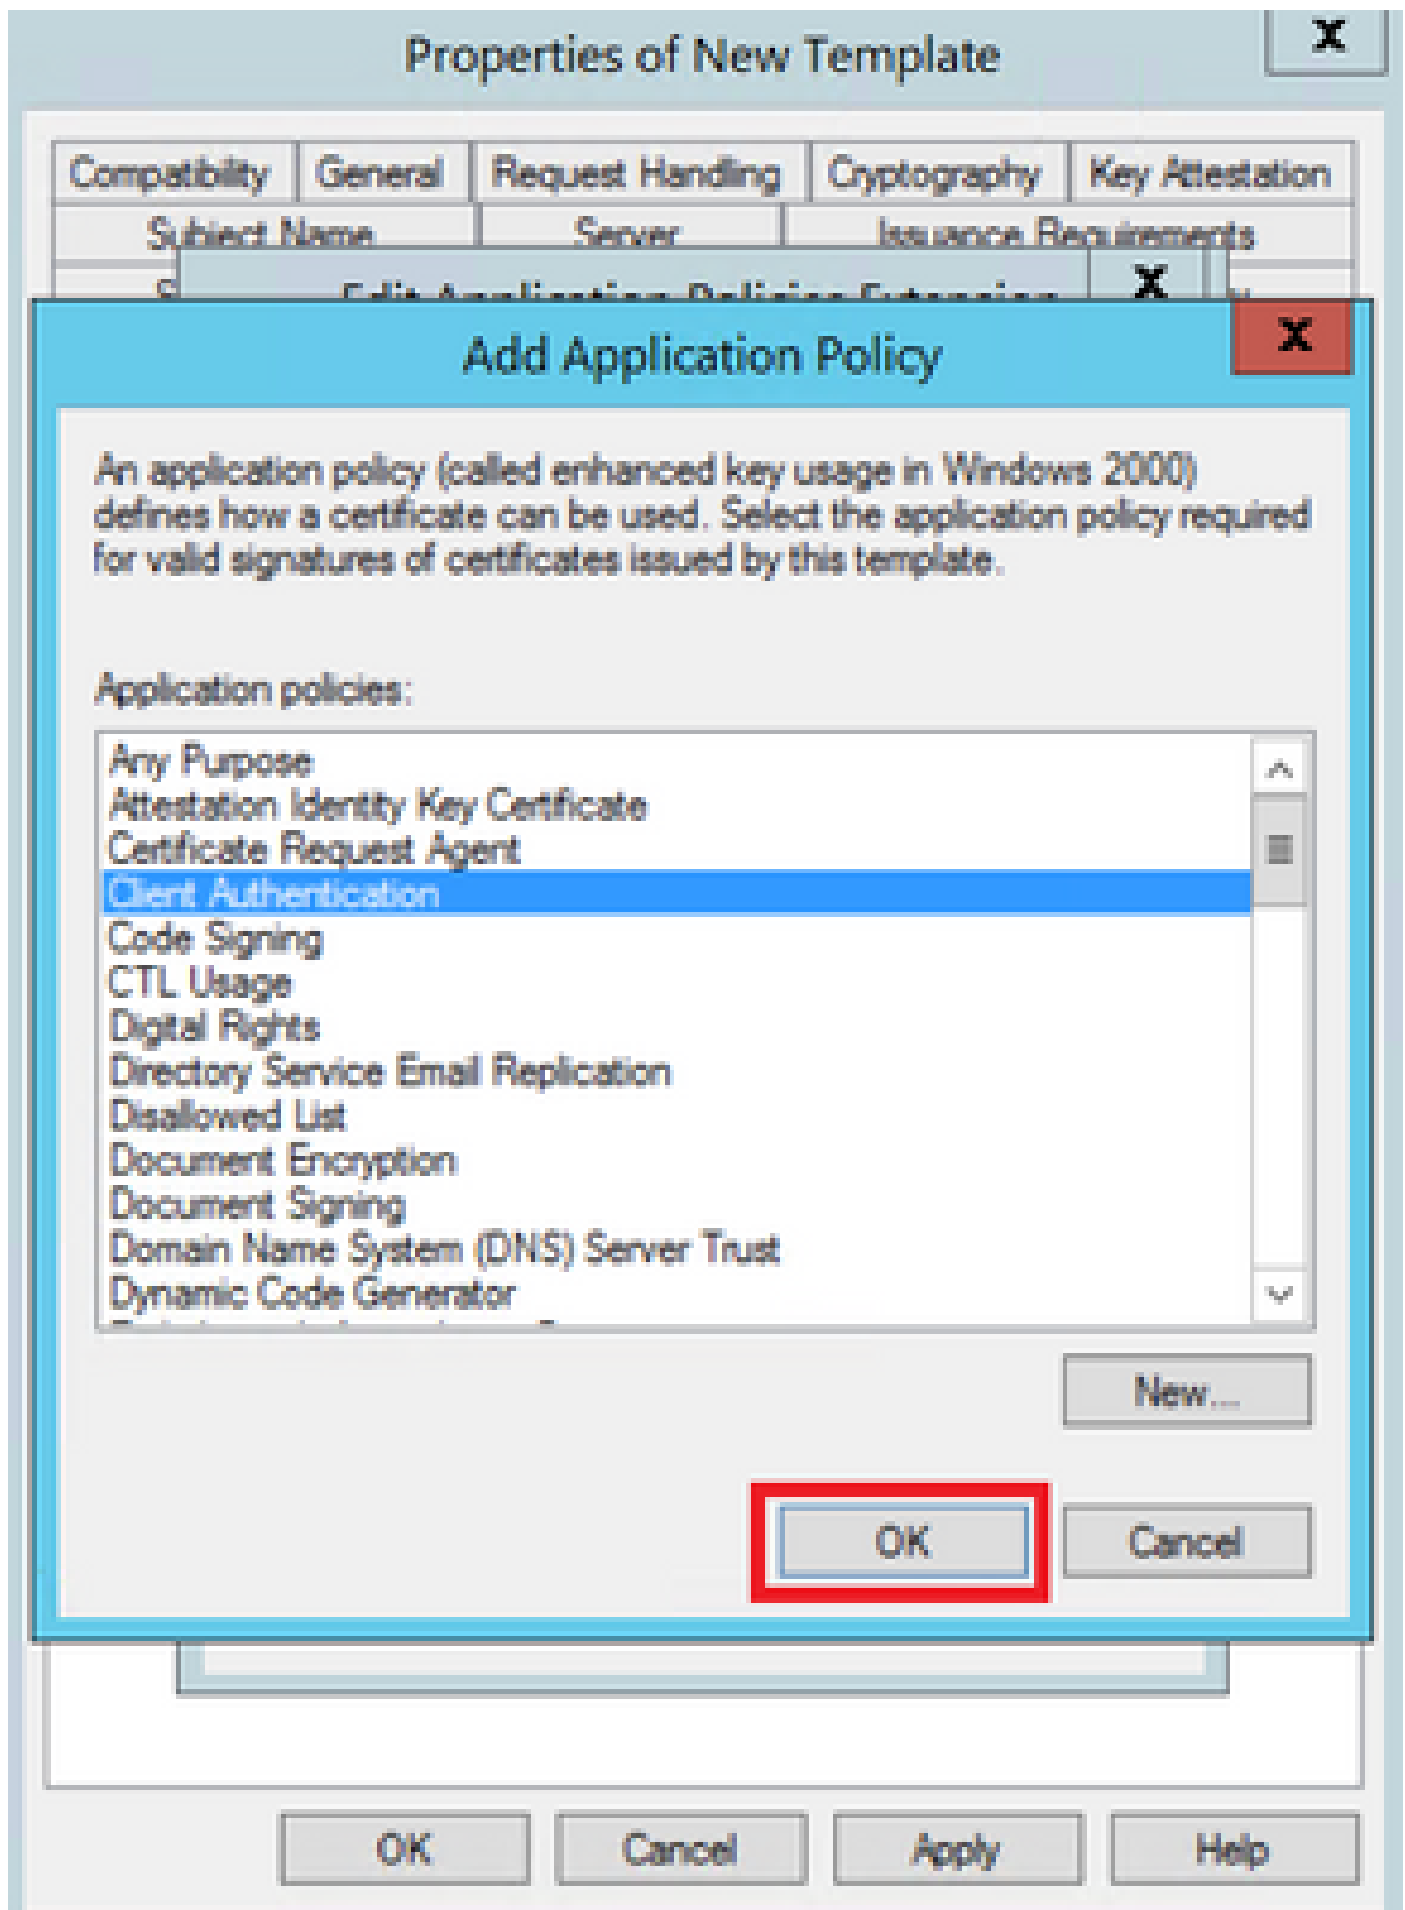 Properties of New Template
x
Compatibility General Request Handling Cryptography Key Attestation
Subject Name Server Issuance Requirements
Edit Application Policies Extension
x
Add Application Policy
x
An application policy (called enhanced key usage in Windows 2000)
defines how a certificate can be used. Select the application policy required
for valid signatures of certificates issued by this template.
Application policies:
Any Purpose
Attestation Identity Key Certificate
Certificate Request Agent
Client Authentication
Code Signing
CTL Usage
Digital Rights
Directory Service Email Replication
Disallowed List
Document Encryption
Document Signing
Domain Name System (DNS) Server Trust
Dynamic Code Generator
New...
OK Cancel
OK Cancel Apply Help